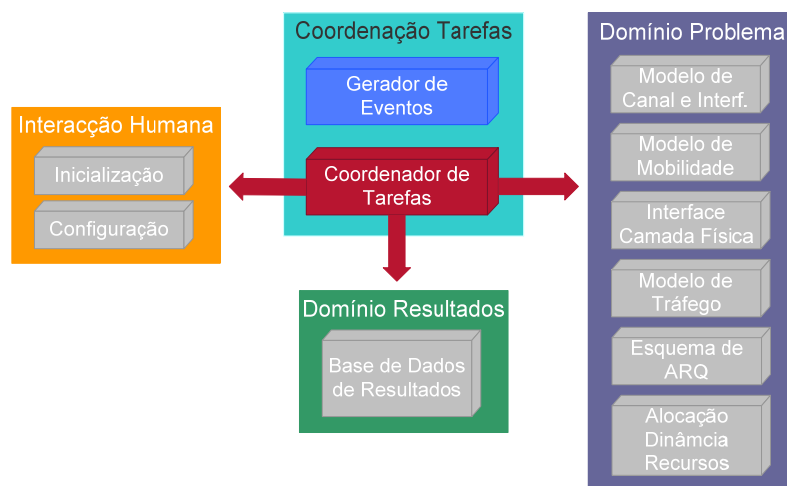 Interacção Humana
Inicialização
Configuração
Coordenação Tarefas
Gerador de
Eventos
Coordenador de
Tarefas
Domínio Resultados
Base de Dados
de Resultados
Domínio Problema
Modelo de
Canal e Interf.
Modelo de
Mobilidade
Interface
Camada Física
Modelo de
Tráfego
Esquema de
ARQ
Alocação
Dinâmcia
Recursos